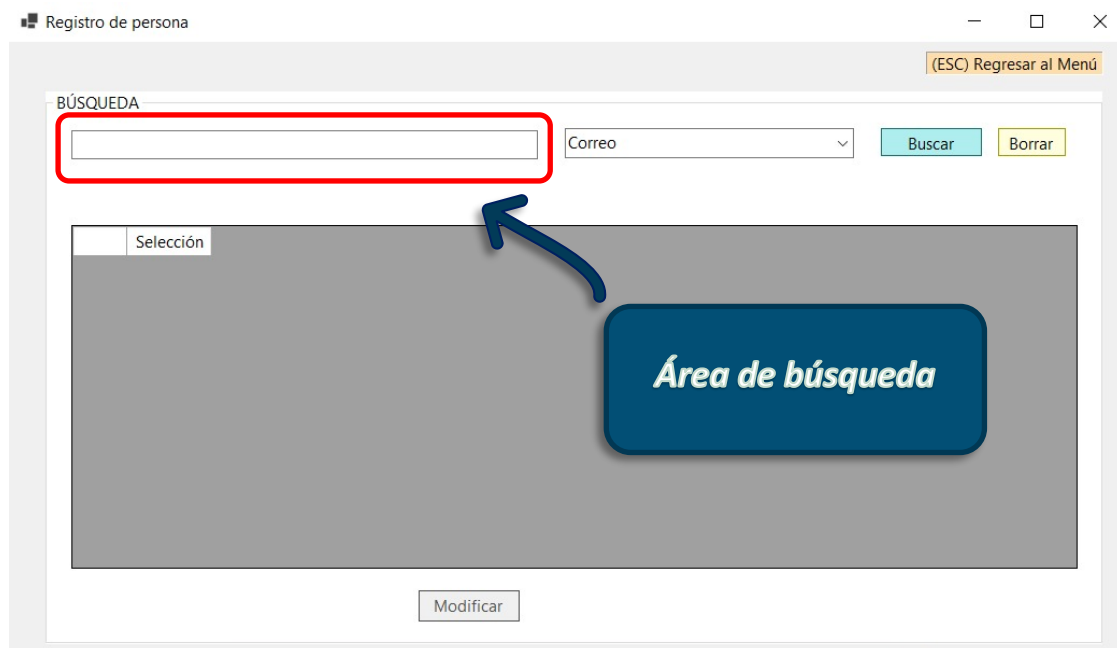 Registro de persona
(ESC) Regresar al Menú
BÚSQUEDA
Correo
Buscar
Borrar
Selección
Área de búsqueda
Modificar